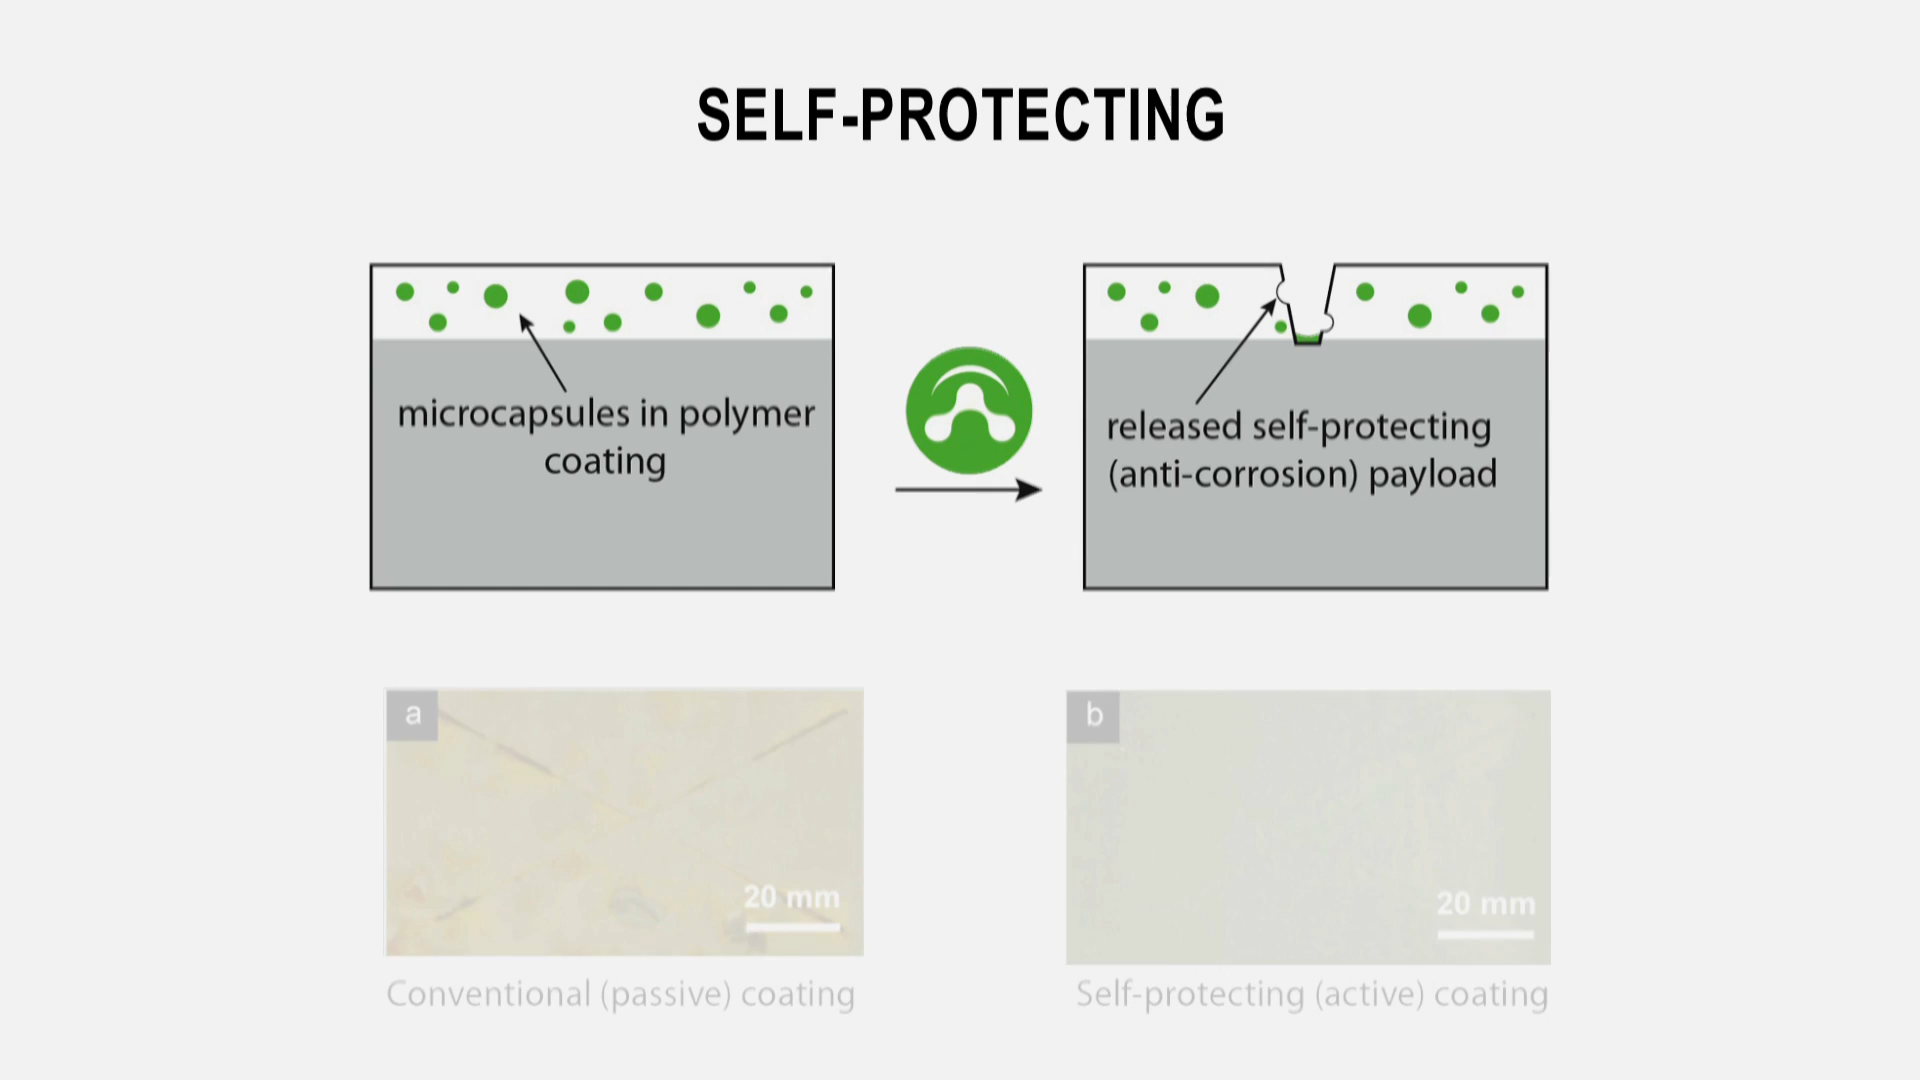 SELF-PROTECTING
microcapsules in polymer
coating
released self-protecting
(anti-corrosion) payload
a
20 mm
Conventional (passive) coating
b
20 mm
Self-protecting (active) coating